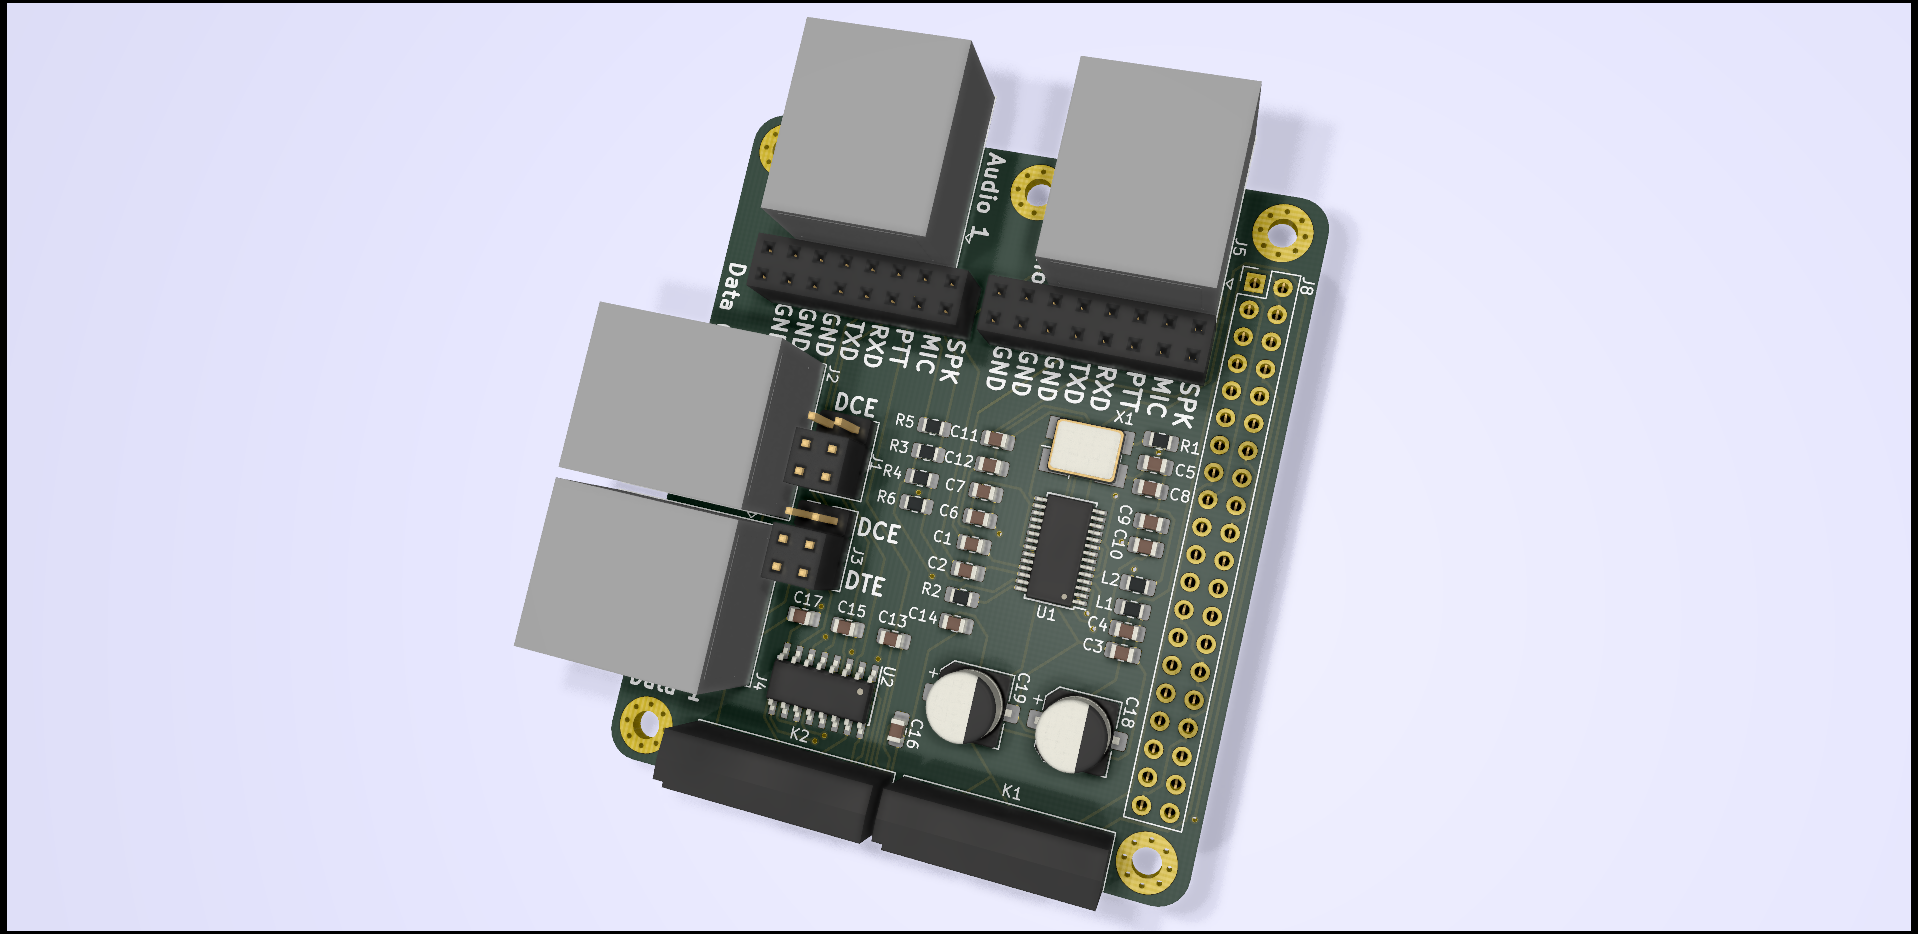 Audio 1
J5
J8
Data
GND
GND
GND
TXD
RXD
PTT
MIC
SPK
GND
GND
GND
TXD
RXD
PTT
MIC
SPK
J2
DCE
J1
X1
R5
C11
R1
R3
C12
C5
R4
C7
C8
R6
C6
C9
DCE
J3
C1
C10
DTE
C2
L2
R2
L1
C17
C15
C13
C14
U1
C4
C3
J4
U2
+
C19
+
C18
K2
C16
K1